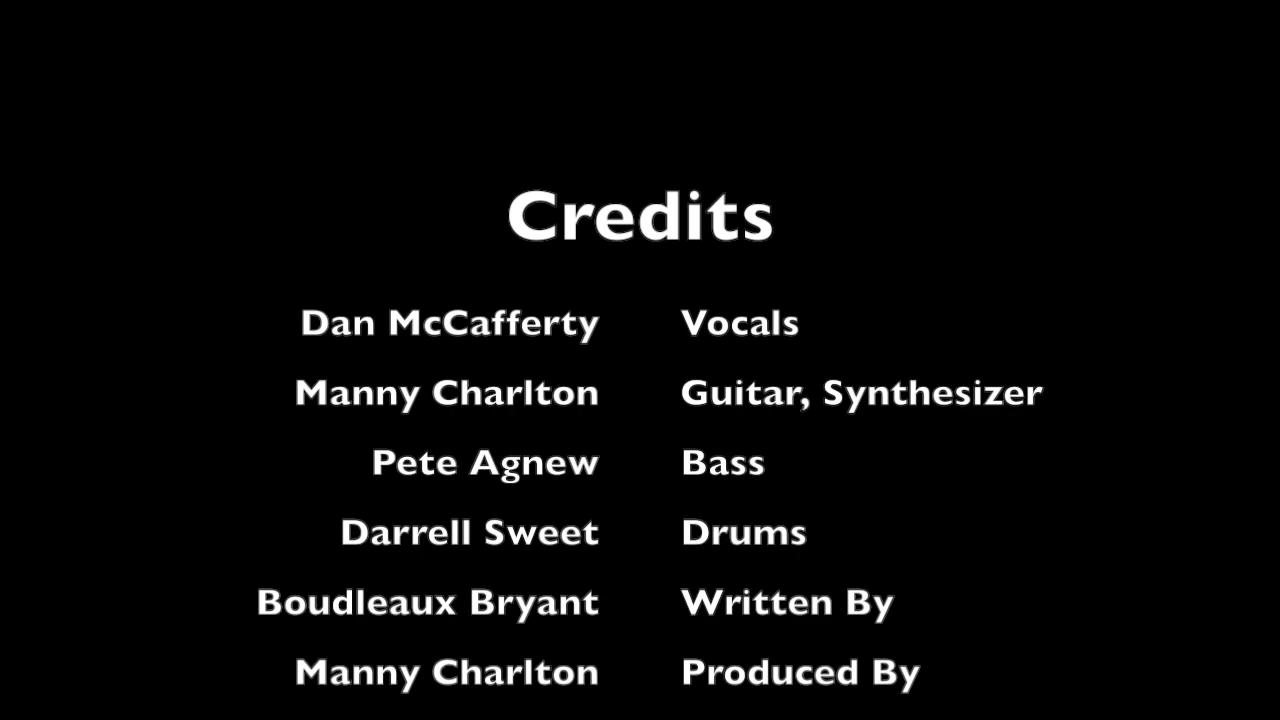 Credits
Dan McCafferty Vocals
Manny Charlton Guitar, Synthesizer
Pete Agnew Bass
Darrell Sweet Drums
Boudleaux Bryant Written By
Manny Charlton Produced By